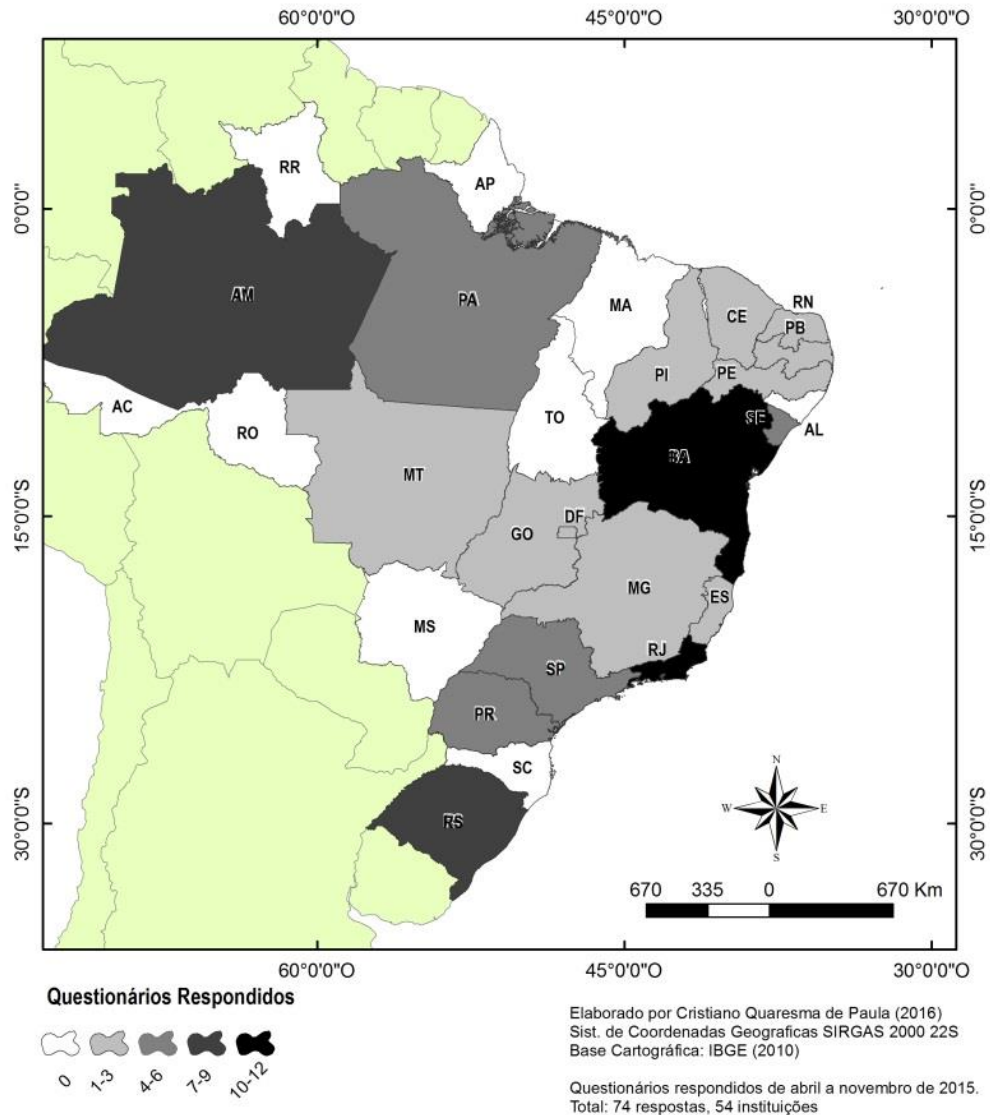 60°0'0"O 45°0'0"O 30°0'0"O
0°0'0"
15°0'0"S
30°0'0"S
RR
AP
AM
PA
MA
CE
RN
PB
PI
PE
AC
RO
TO
SE
AL
BA
MT
DF
GO
MG
ES
MS
RJ
SP
PR
SC
RS
N
W E
S
670 335 0 670 Km
0°0'0"
15°0'0"S
30°0'0"S
60°0'0"O 45°0'0"O 30°0'0"O
Questionários Respondidos
0 1-3 4-6 7-9 10-12
Elaborado por Cristiano Quaresma de Paula (2016)
Sist. de Coordenadas Geograficas SIRGAS 2000 22S
Base Cartográfica: IBGE (2010)
Questionários respondidos de abril a novembro de 2015.
Total: 74 respostas, 54 instituições